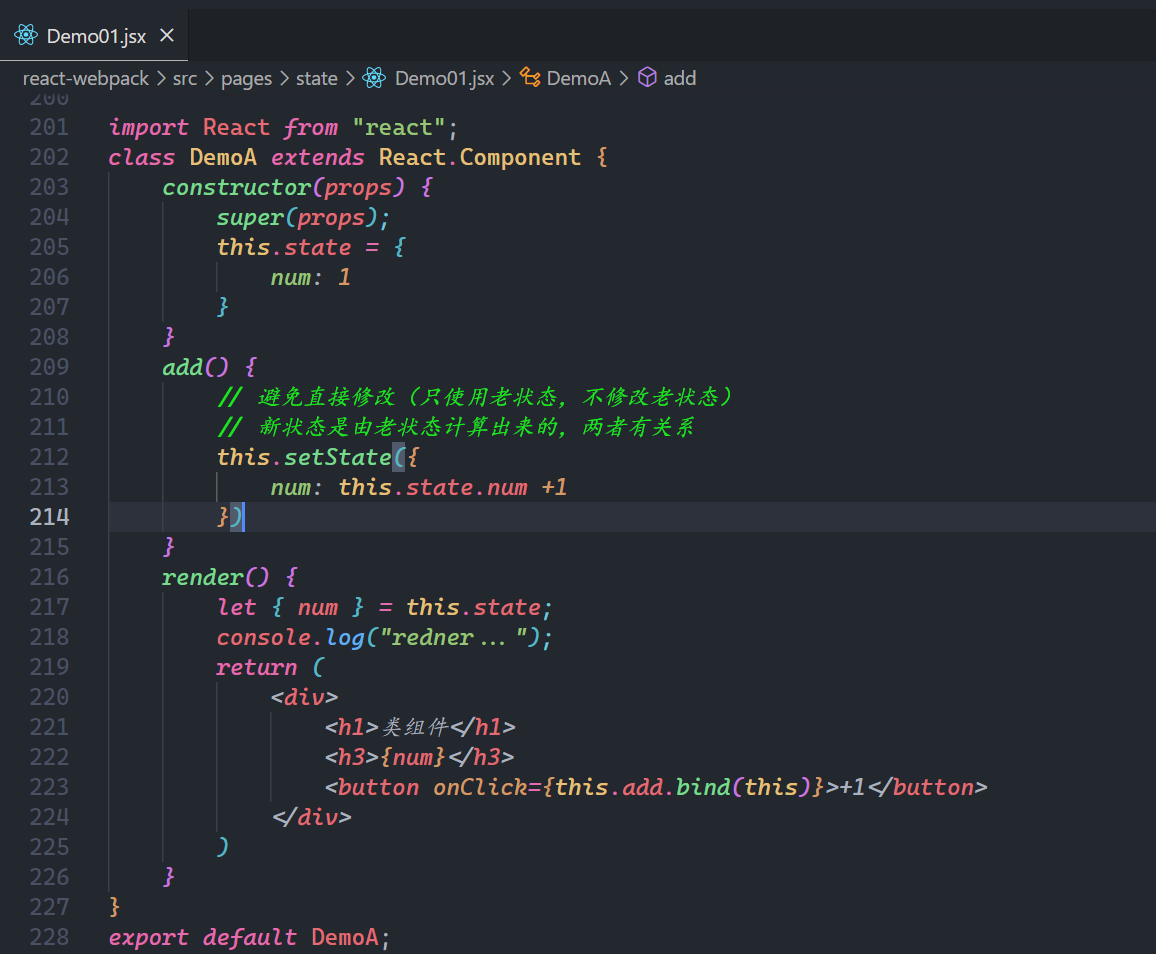 Demo01.jsx
react-webpack > src > pages > state > Demo01.jsx > DemoA > add
200
201 import React from "react";
202 class DemoA extends React.Component {
203 constructor(props) {
204 super(props);
205 this.state = {
206 num: 1
207 }
208 }
209 add() {
210 // 避免直接修改（只使用老状态，不修改老状态）
211 // 新状态是由老状态计算出来的，两者有关系
212 this.setState({
213 num: this.state.num +1
214 })
215 }
216 render() {
217 let { num } = this.state;
218 console.log("redner...");
219 return (
220 <div>
221 <h1>类组件</h1>
222 <h3>{num}</h3>
223 <button onClick={this.add.bind(this)}>+1</button>
224 </div>
225 )
226 }
227 }
228 export default DemoA;